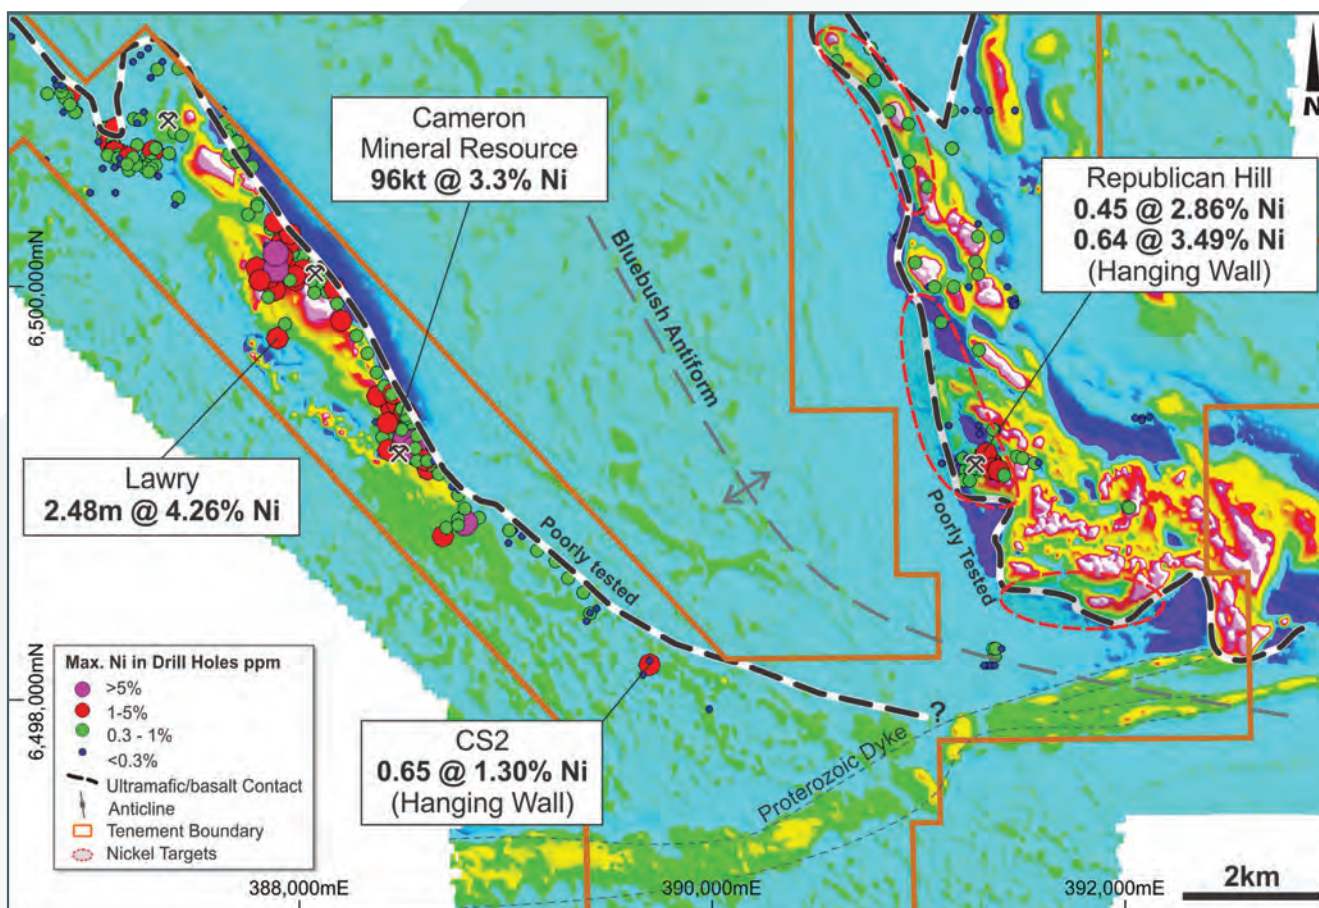 N
Cameron
Mineral Resource
96kt @ 3.3% Ni
Republican Hill
0.45 @ 2.86% Ni
0.64 @ 3.49% Ni
(Hanging Wall)
Bluebush Antiform
6,500,000mN
Lawry
2.48m @ 4.26% Ni
Poorly tested
Poorly Tested
6,498,000mN
Max. Ni in Drill Holes ppm
>5%
1-5%
0.3 - 1%
<0.3%
Ultramafic/basalt Contact
Anticline
Tenement Boundary
Nickel Targets
CS2
0.65 @ 1.30% Ni
(Hanging Wall)
?
Proterozoic Dyke
388,000mE
390,000mE
392,000mE
2km